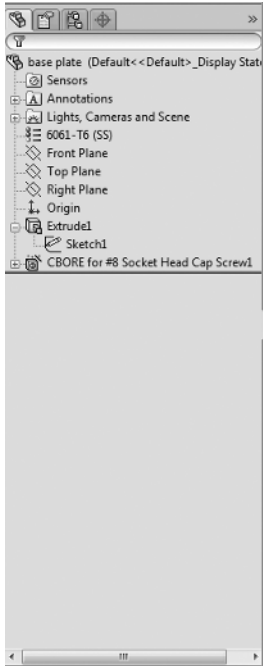 »
base plate (Default<<Default>_Display State
Sensors
Annotations
Lights, Cameras and Scene
6061-T6 (SS)
Front Plane
Top Plane
Right Plane
Origin
Extrude1
Sketch1
CBORE for #8 Socket Head Cap Screw1